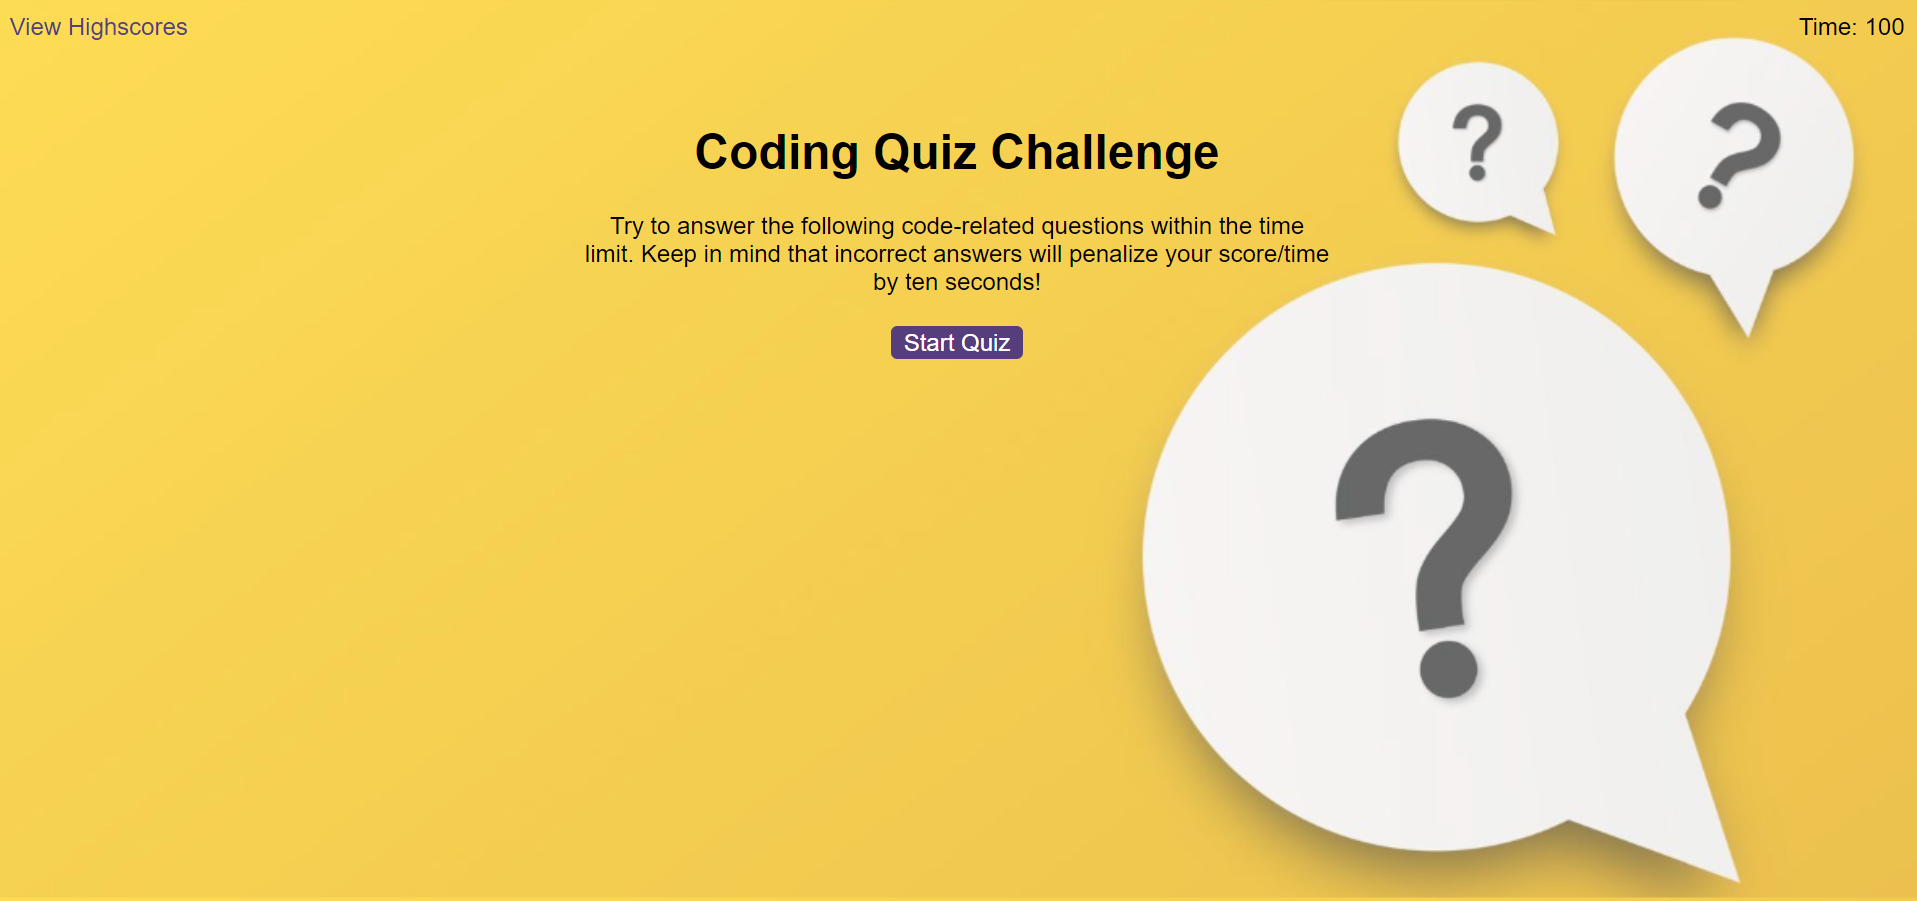 View Highscores
Time: 100
Coding Quiz Challenge
Try to answer the following code-related questions within the time
limit. Keep in mind that incorrect answers will penalize your score/time
by ten seconds!
Start Quiz
?
?
?